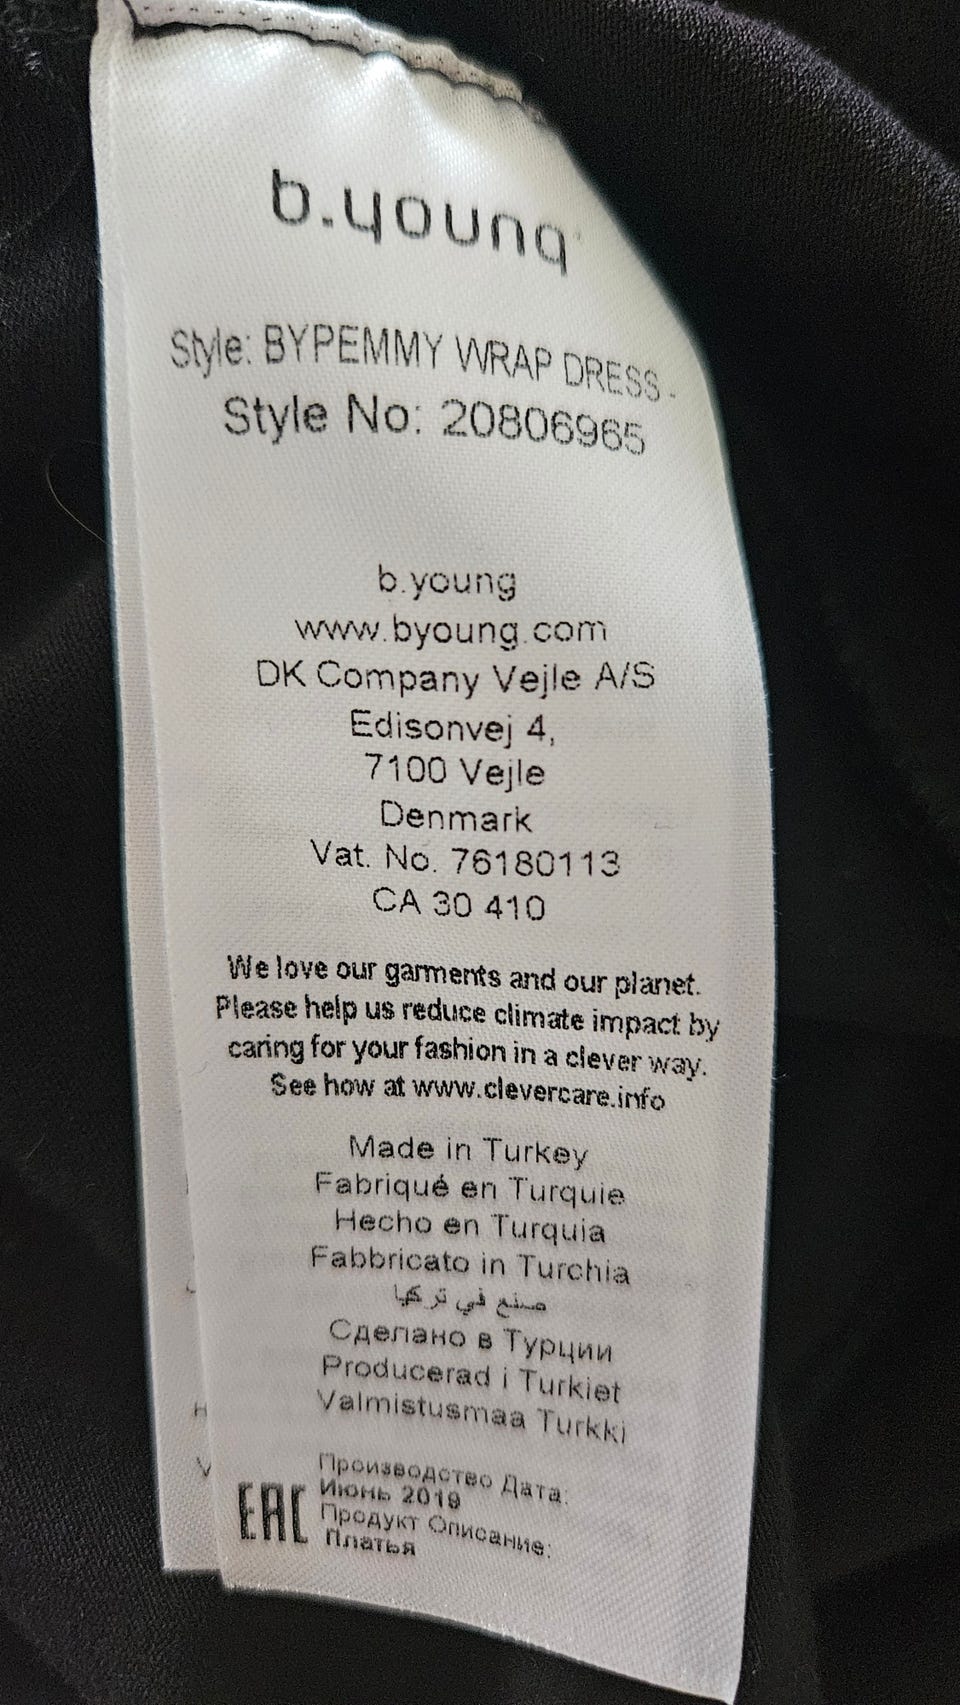 b.young
Style: BYPEMMY WRAP DRESS -
Style No: 20806965
b.young
www.byoung.com
DK Company Vejle A/S
Edisonvej 4,
7100 Vejle
Denmark
Vat. No. 76180113
CA 30 410
We love our garments and our planet.
Please help us reduce climate impact by
caring for your fashion in a clever way.
See how at www.clevercare.info
Made in Turkey
Fabriqué en Turquie
Hecho en Turquia
Fabbricato in Turchia
صنع في تركيا
Сделано в Турции
Producerad i Turkiet
Valmistusmaa Turkki
Производство Дата:
Июнь 2019
Продукт Описание:
Платья
EAC